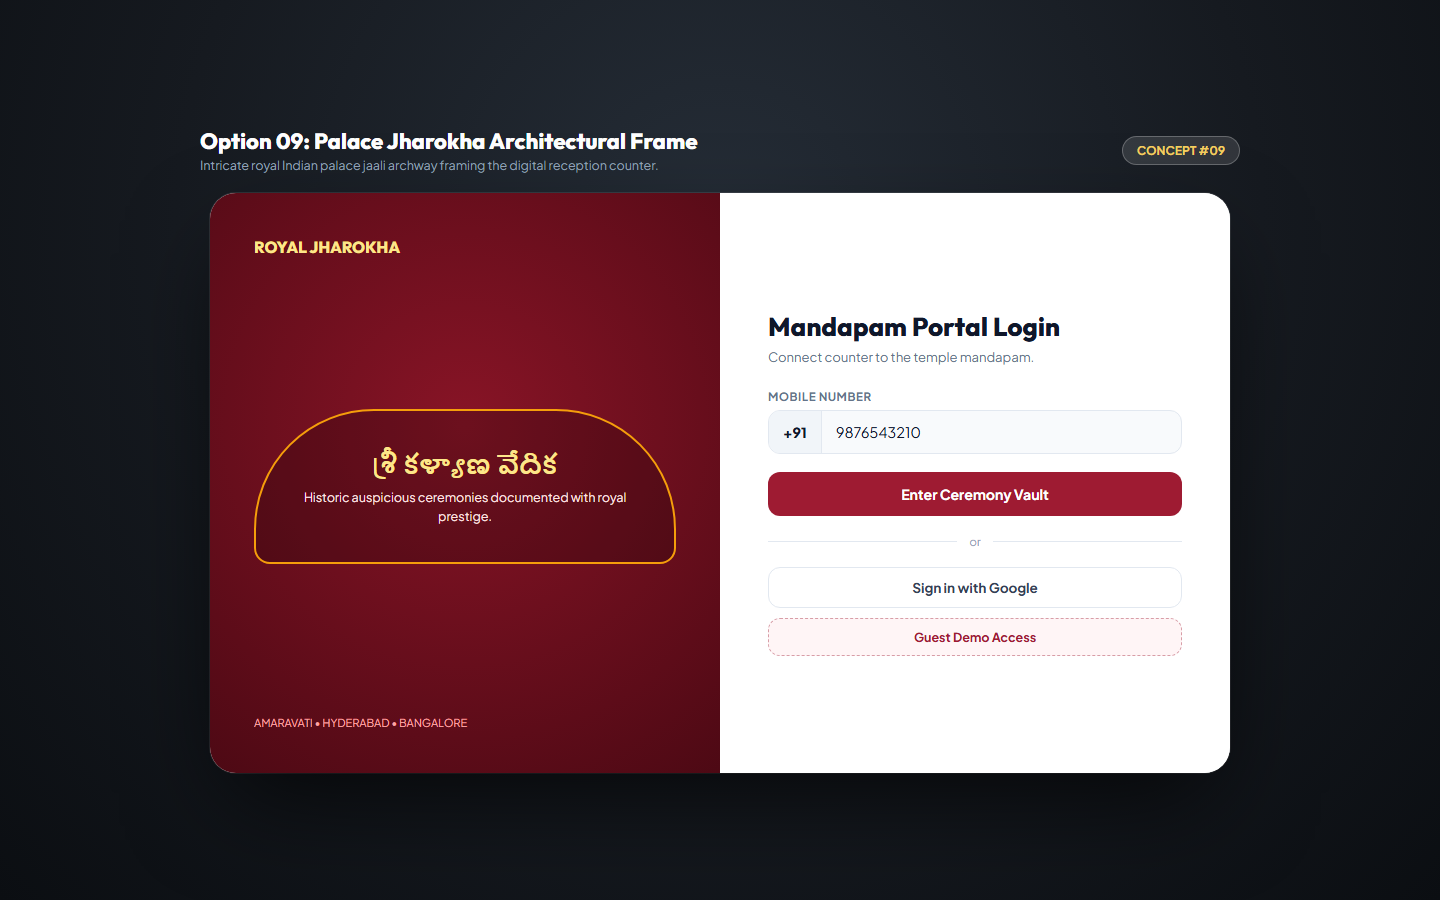 Option 09: Palace Jharokha Architectural Frame
Intricate royal Indian palace jaali archway framing the digital reception counter.
CONCEPT #09
ROYAL JHAROKHA
శ్రీ కళ్యాణ వేదిక
Historic auspicious ceremonies documented with royal
prestige.
AMARAVATI • HYDERABAD • BANGALORE
Mandapam Portal Login
Connect counter to the temple mandapam.
MOBILE NUMBER
+91 9876543210
Enter Ceremony Vault
or
Sign in with Google
Guest Demo Access